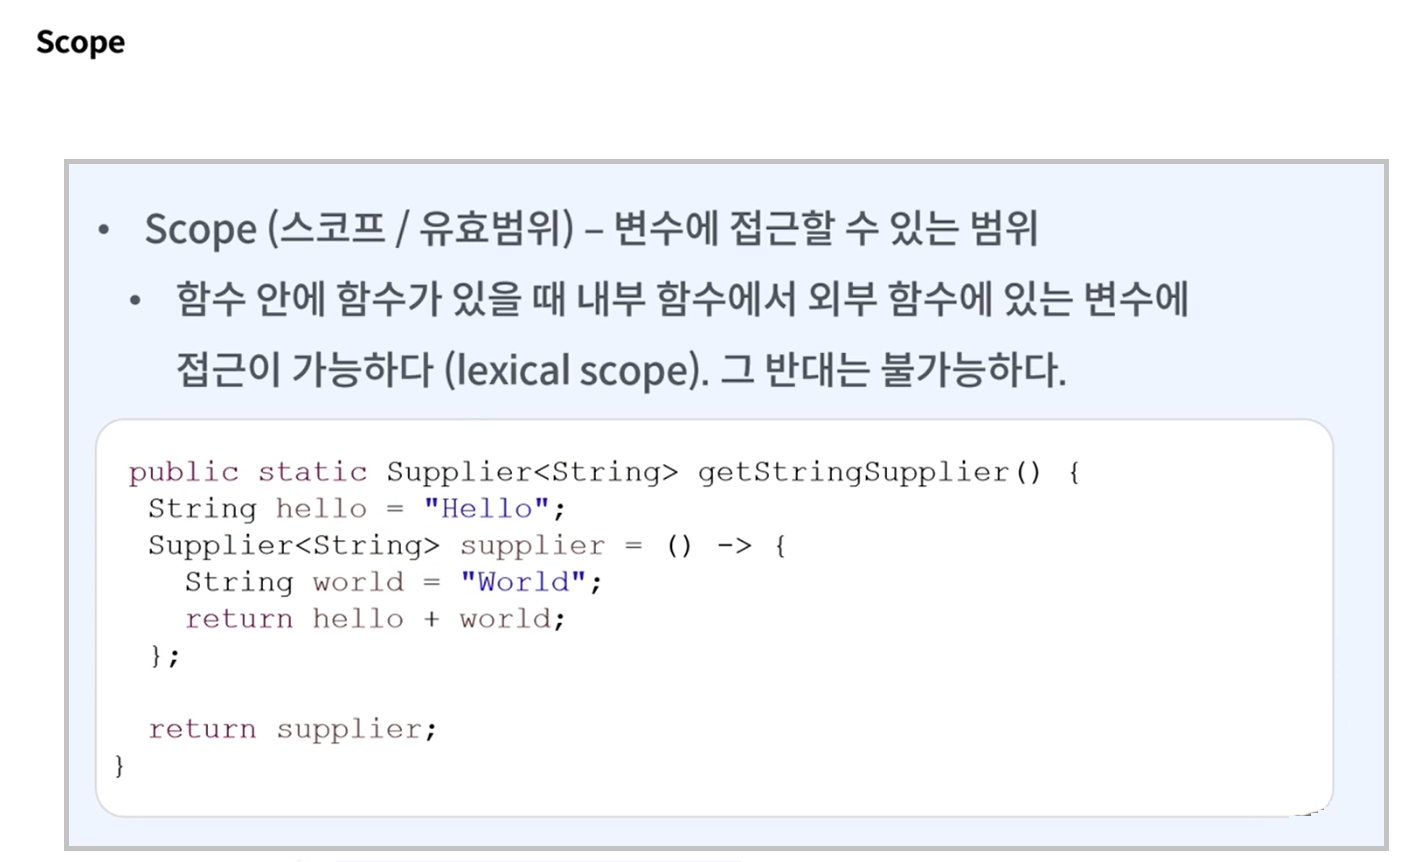 Scope
• Scope (스코프 / 유효범위) – 변수에 접근할 수 있는 범위
• 함수 안에 함수가 있을 때 내부 함수에서 외부 함수에 있는 변수에
접근이 가능하다 (lexical scope). 그 반대는 불가능하다.
public static Supplier<String> getStringSupplier() {
String hello = "Hello";
Supplier<String> supplier = () -> {
String world = "World";
return hello + world;
};
return supplier;
}